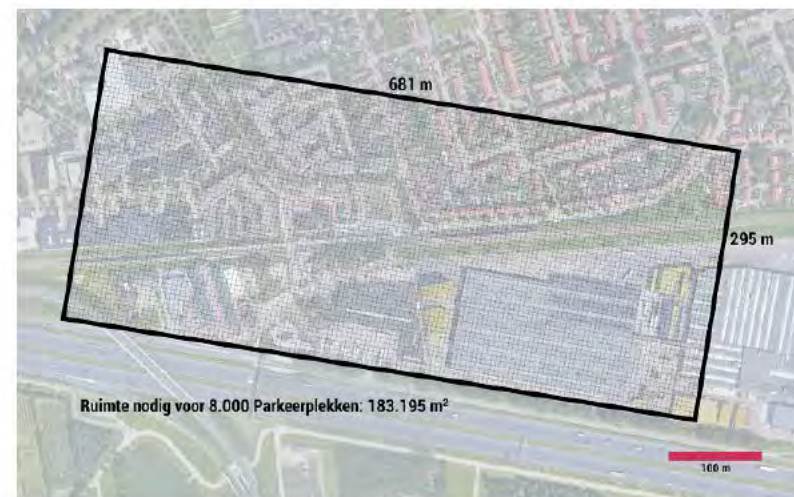 681 m
295 m
Ruimte nodig voor 8.000 Parkeerplekken: 183.195 m²
100 m